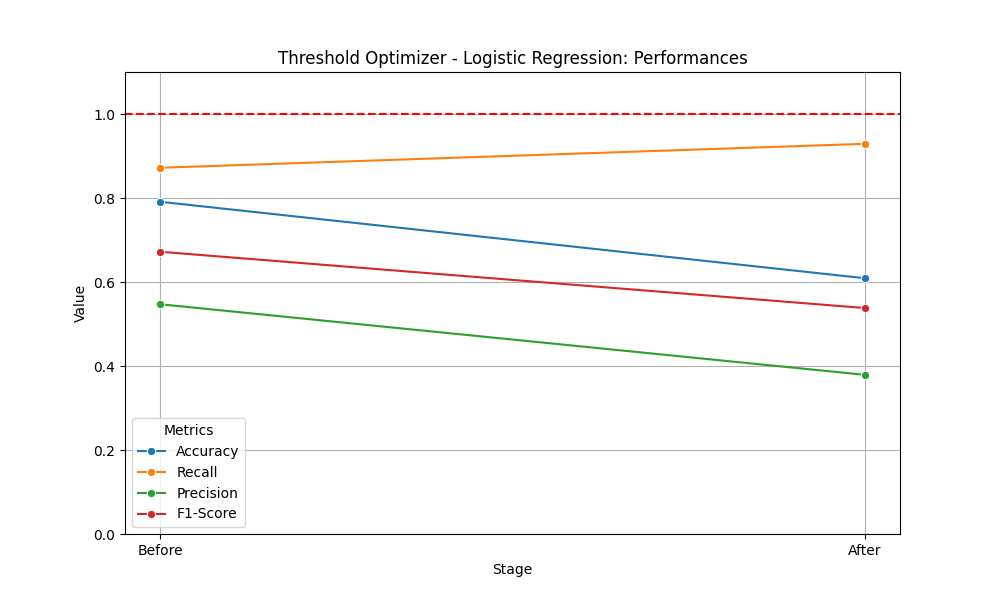 Threshold Optimizer - Logistic Regression: Performances
1.0
0.8
0.6
0.4
0.2
0.0
Value
Metrics
Accuracy
Recall
Precision
F1-Score
Before
After
Stage